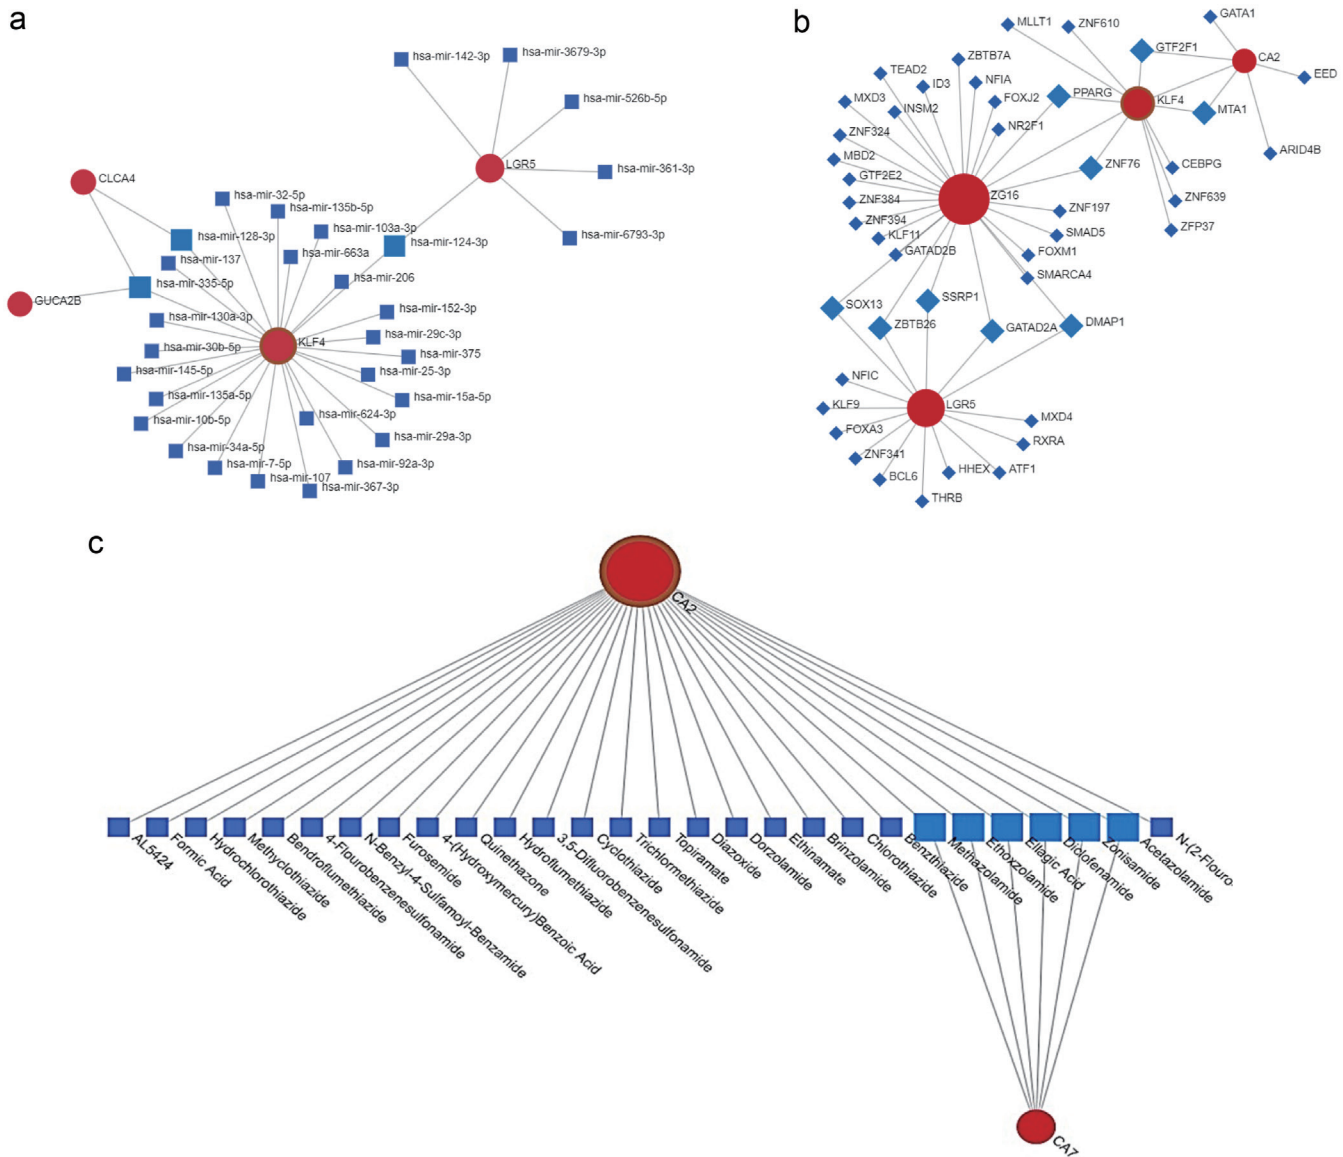 a
hsa-mir-142-3p
hsa-mir-3679-3p
hsa-mir-526b-5p
LGR5
hsa-mir-361-3p
CLCA4
hsa-mir-32-5p
hsa-mir-135b-5p
hsa-mir-103a-3p
hsa-mir-128-3p
hsa-mir-124-3p
hsa-mir-6793-3p
hsa-mir-137
hsa-mir-663a
hsa-mir-335-5p
hsa-mir-206
GUCA2B
hsa-mir-152-3p
hsa-mir-130a-3p
hsa-mir-29c-3p
KLF4
hsa-mir-30b-5p
hsa-mir-375
hsa-mir-145-5p
hsa-mir-25-3p
hsa-mir-135a-5p
hsa-mir-15a-5p
hsa-mir-624-3p
hsa-mir-10b-5p
hsa-mir-29a-3p
hsa-mir-34a-5p
hsa-mir-7-5p
hsa-mir-92a-3p
hsa-mir-107
hsa-mir-367-3p
b
GATA1
MLLT1
ZNF610
GTF2F1
CA2
ZBTB7A
TEAD2
EED
ID3
NFIA
PPARG
MXD3
FOXJ2
KLF4
INSM2
MTA1
NR2F1
ZNF324
ARID4B
MBD2
CEBPG
ZNF76
GTF2E2
ZG16
ZNF639
ZNF384
ZNF197
ZNF394
ZFP37
KLF11
SMAD5
GATAD2B
FOXM1
SMARCA4
SOX13
SSRP1
ZBTB26
GATAD2A
DMAP1
NFIC
KLF9
LGR5
MXD4
FOXA3
RXRA
ZNF341
BCL6
HHEX
ATF1
THRB
c
CA2
AL5424
Formic Acid
Hydrochlorothiazide
Methyclothiazide
Bendroflumethiazide
4-Flourobenzenesulfonamide
N-Benzyl-4-Sulfamoyl-Benzamide
Furosemide
4-(Hydroxymercury)Benzoic Acid
Quinethazone
Hydroflumethiazide
3,5-Difluorobenzenesulfonamide
Cyclothiazide
Trichlormethiazide
Topiramate
Diazoxide
Dorzolamide
Ethinamate
Brinzolamide
Chlorothiazide
Benzthiazide
Methazolamide
Ethoxzolamide
Ellagic Acid
Diclofenamide
Zonisamide
Acetazolamide
N-(2-Flouro-
CA7